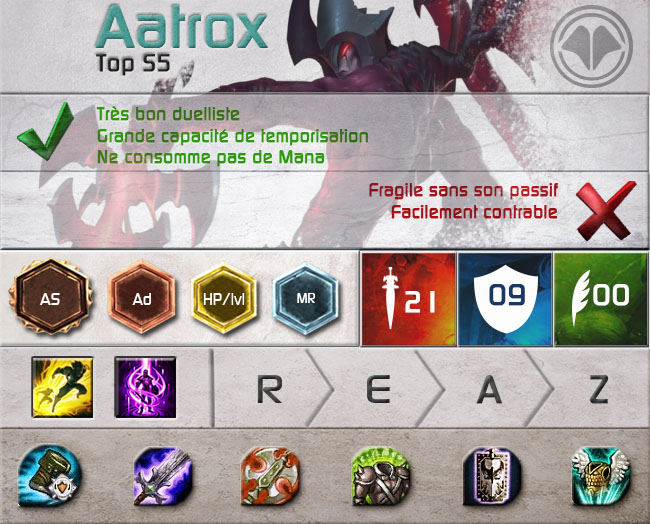 Aatrox
Top S5
Très bon duelliste
Grande capacité de temporisation
Ne consomme pas de Mana
Fragile sans son passif
Facilement contrable
AS
Ad
HP/lvl
MR
21
09
00
R
E
A
Z